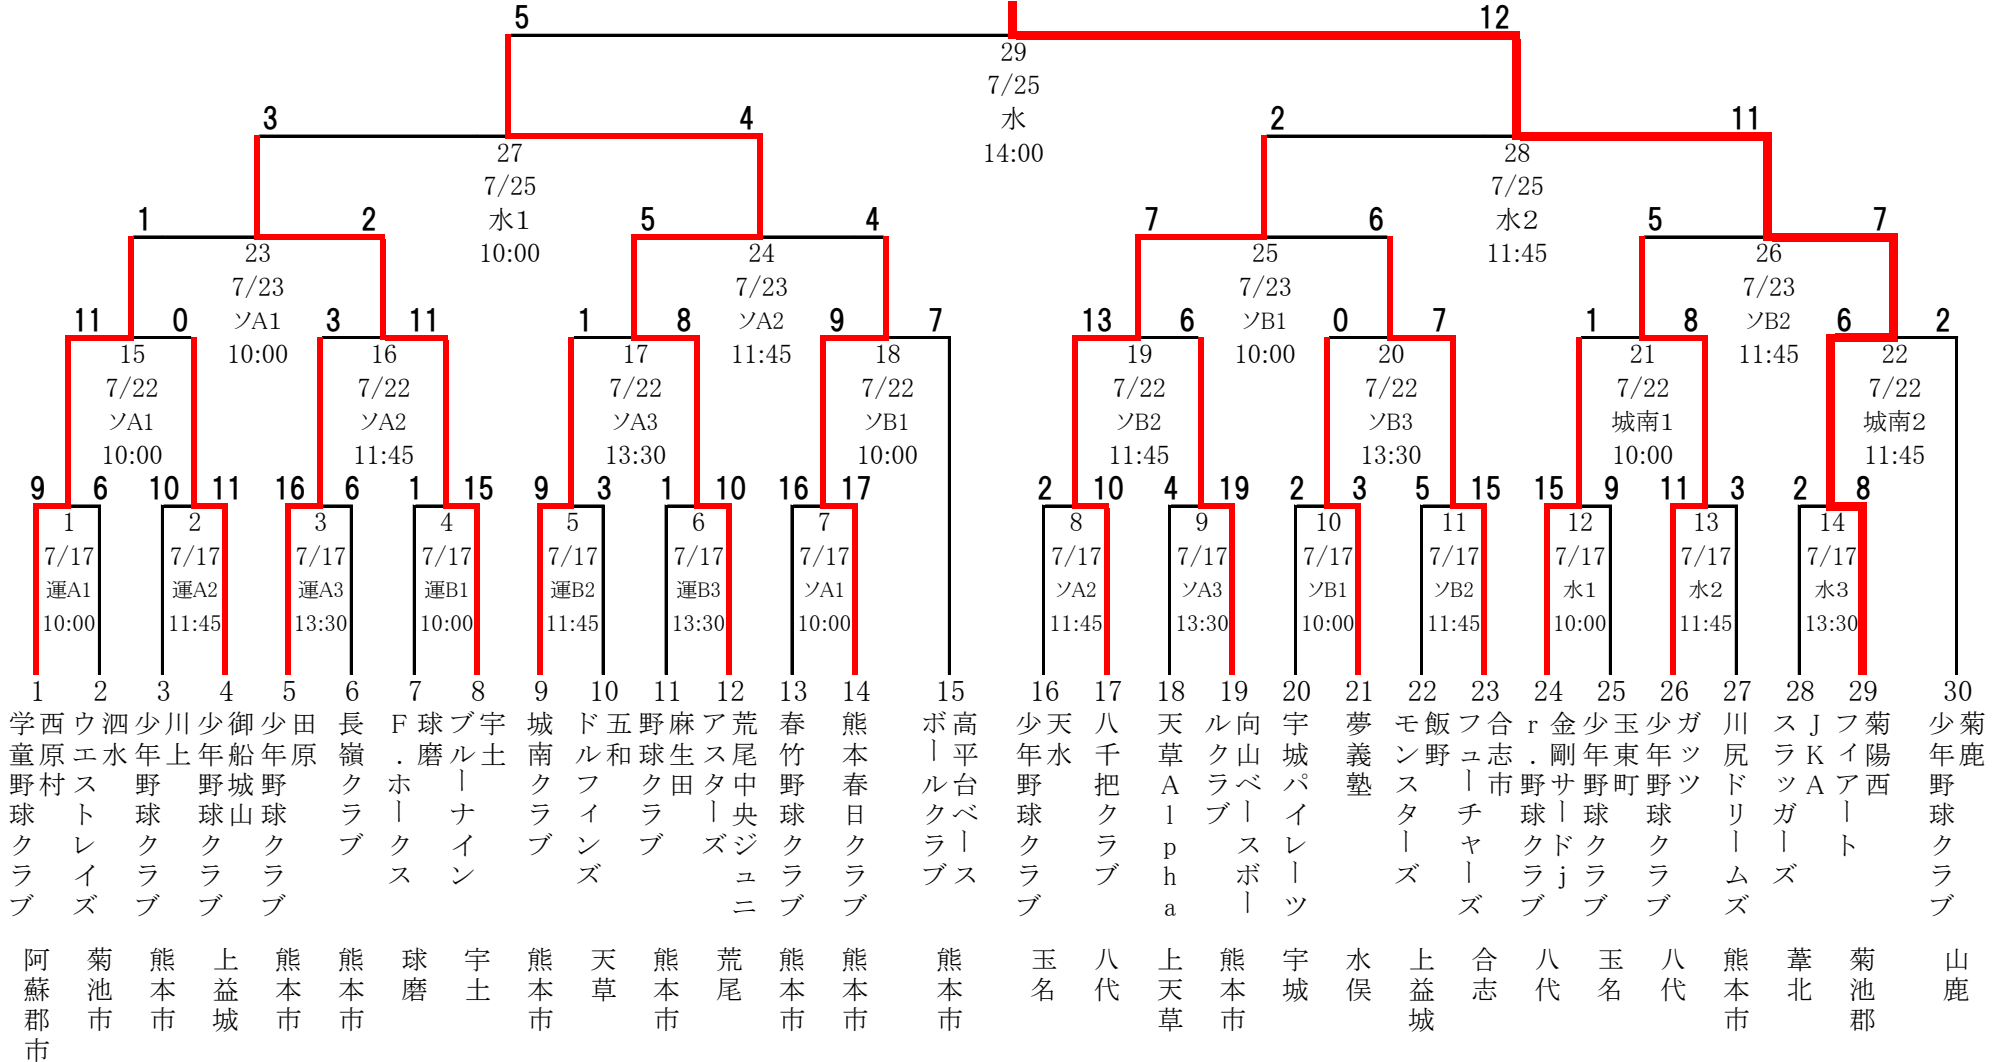 5 12
29
7/25
水
14:00
3 4 2 11
27 28
7/25 7/25
水1 水2
10:00 11:45
1 2 5 4 7 6 5 7
23 24 25 26
7/23 7/23 7/23 7/23
ソA1 ソA2 ソB1 ソB2
10:00 11:45 10:00 11:45
11 0 3 11 1 8 9 7 13 6 0 7 1 8 6 2
15 16 17 18 19 20 21 22
7/22 7/22 7/22 7/22 7/22 7/22 7/22 7/22
ソA1 ソA2 ソA3 ソB1 ソB2 ソB3 城南1 城南2
10:00 11:45 13:30 10:00 11:45 13:30 10:00 11:45
9 6 10 11 16 6 1 15 9 3 1 10 16 17 2 10 4 19 2 3 5 15 15 9 11 3 2 8
1 2 3 4 5 6 7 8 9 10 11 12 13 14
7/17 7/17 7/17 7/17 7/17 7/17 7/17 7/17 7/17 7/17 7/17 7/17 7/17 7/17
運A1 運A2 運A3 運B1 運B2 運B3 ソA1 ソA2 ソA3 ソB1 ソB2 水1 水2 水3
10:00 11:45 13:30 10:00 11:45 13:30 10:00 11:45 13:30 10:00 11:45 10:00 11:45 13:30
1 2 3 4 5 6 7 8 9 10 11 12 13 14 15 16 17 18 19 20 21 22 23 24 25 26 27 28 29 30
西原村
学童野球クラブ
泗水
ウエストレイズ
川上
少年野球クラブ
御船城山
少年野球クラブ
田原
少年野球クラブ
長嶺クラブ
球磨
F.ホークス
宇土
ブルーナイン
城南クラブ
五和
ドルフィンズ
麻生田
野球クラブ
荒尾中央ジュニ
アスターズ
春竹野球クラブ
熊本春日クラブ
高平台ベース
ボールクラブ
天水
少年野球クラブ
八千把クラブ
天草Alpha
向山ベースボー
ルクラブ
宇城パイレーツ
夢義塾
飯野
モンスターズ
合志市
フューチャーズ
金剛サードj
r.野球クラブ
玉東町
少年野球クラブ
ガッツ
少年野球クラブ
川尻ドリームズ
JKA
スラッガーズ
菊陽西
フイアート
菊鹿
少年野球クラブ
阿蘇郡市
菊池市
熊本市
上益城
熊本市
熊本市
球磨
宇土
熊本市
天草
熊本市
荒尾
熊本市
熊本市
熊本市
玉名
八代
上天草
熊本市
宇城
水俣
上益城
合志
八代
玉名
八代
熊本市
葦北
菊池郡
山鹿